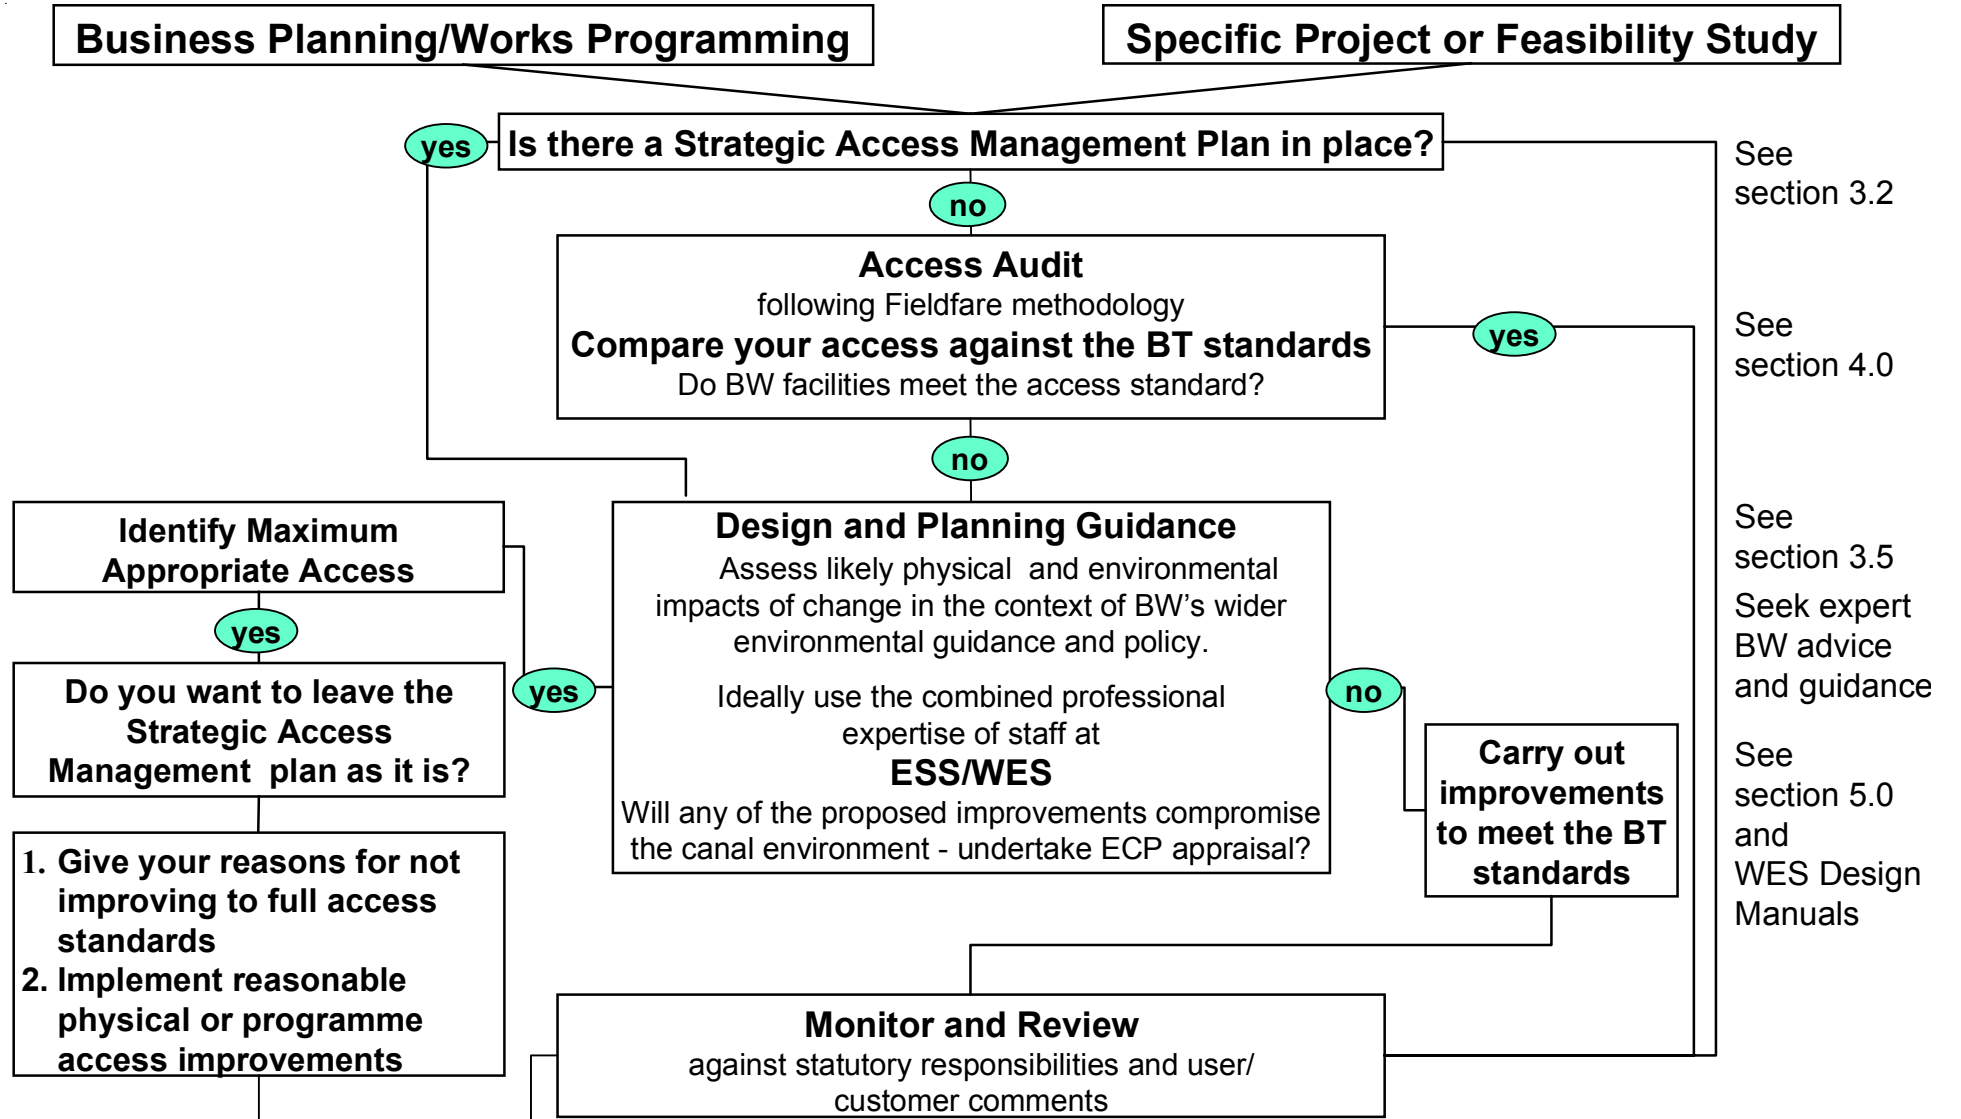 Business Planning/Works Programming
Specific Project or Feasibility Study
yes
Is there a Strategic Access Management Plan in place?
See
section 3.2
no
Access Audit
following Fieldfare methodology
Compare your access against the BT standards
Do BW facilities meet the access standard?
yes
See
section 4.0
no
Identify Maximum
Appropriate Access
yes
Do you want to leave the
Strategic Access
Management plan as it is?
1. Give your reasons for not
improving to full access
standards
2. Implement reasonable
physical or programme
access improvements
yes
Design and Planning Guidance
Assess likely physical and environmental
impacts of change in the context of BW's wider
environmental guidance and policy.
Ideally use the combined professional
expertise of staff at
ESS/WES
Will any of the proposed improvements compromise
the canal environment - undertake ECP appraisal?
no
Carry out
improvements
to meet the BT
standards
See
section 3.5
Seek expert
BW advice
and guidance
See
section 5.0
and
WES Design
Manuals
Monitor and Review
against statutory responsibilities and user/
customer comments